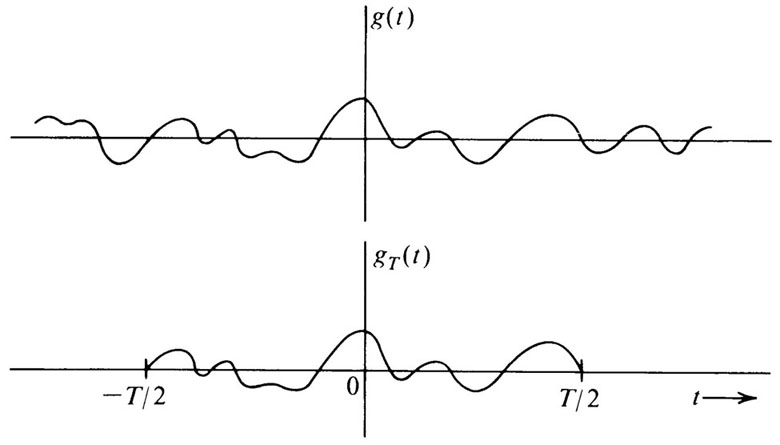 g(t)
g_T(t)
−T/2 0 T/2 t →